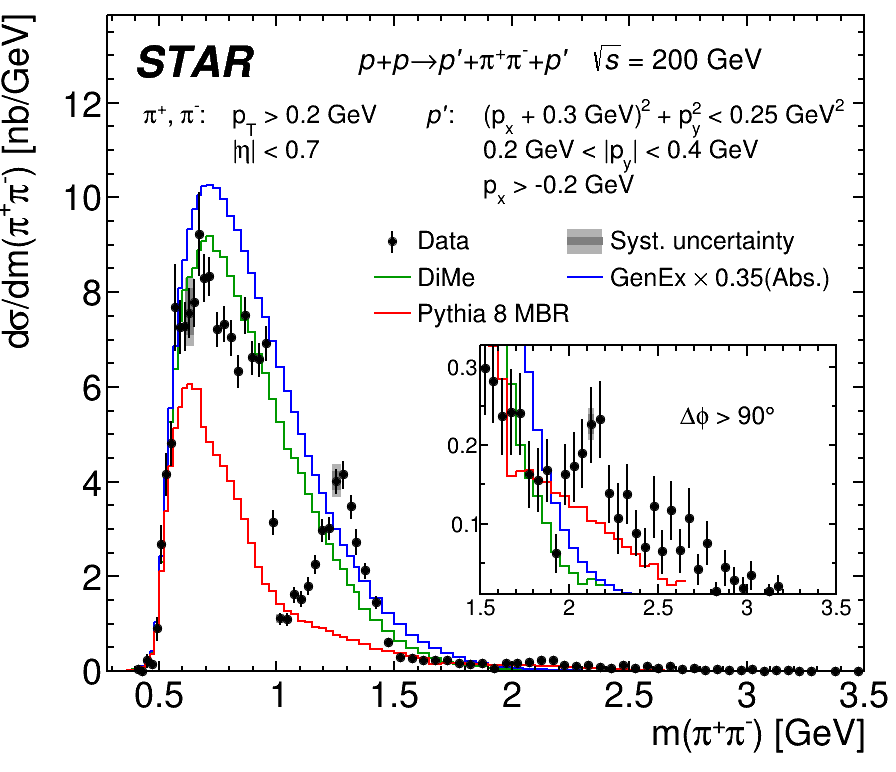 STAR p+p→p′+π⁺π⁻+p′ √s = 200 GeV
π⁺, π⁻: p_T > 0.2 GeV p′: (p_x + 0.3 GeV)² + p_y² < 0.25 GeV²
|η| < 0.7 0.2 GeV < |p_y| < 0.4 GeV
p_x > -0.2 GeV
Data Syst. uncertainty
DiMe GenEx × 0.35(Abs.)
Pythia 8 MBR
Δϕ > 90°
0.3
0.2
0.1
1.5 2 2.5 3 3.5
dσ/dm(π⁺π⁻) [nb/GeV]
12
10
8
6
4
2
0
0.5 1 1.5 2 2.5 3 3.5
m(π⁺π⁻) [GeV]